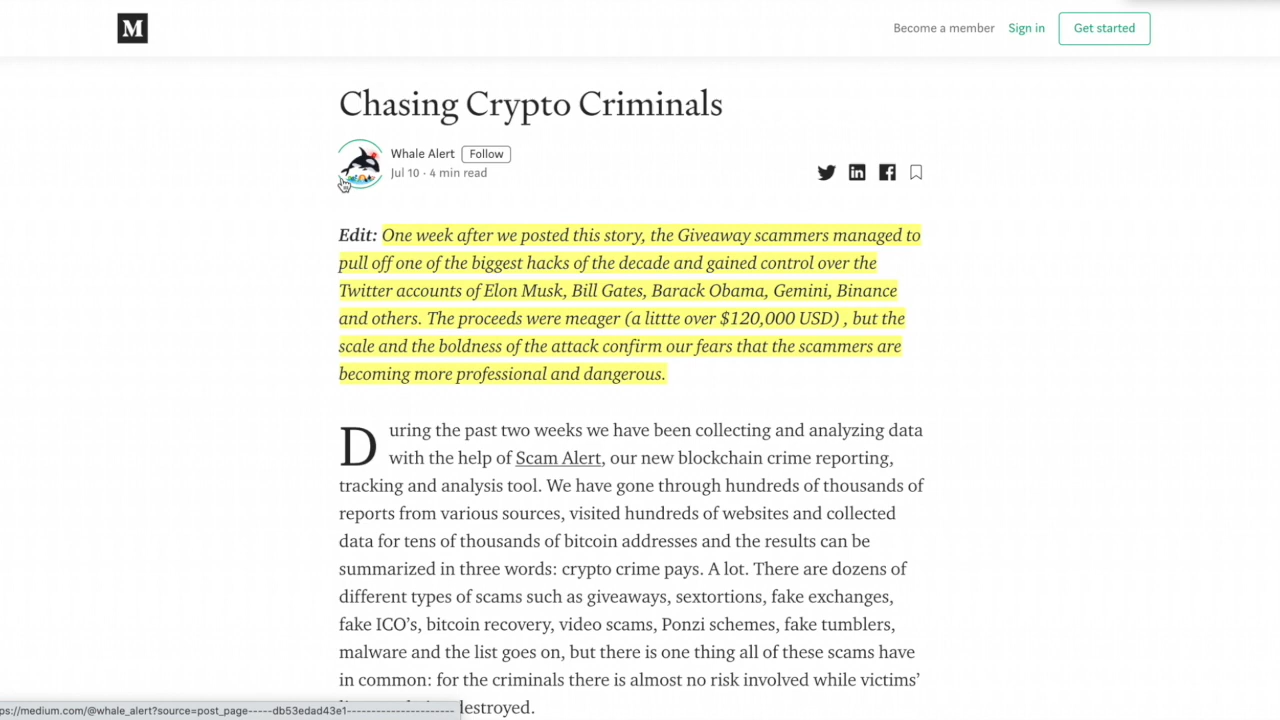 M
Become a member Sign in Get started
Chasing Crypto Criminals
Whale Alert Follow
Jul 10 · 4 min read
Edit: One week after we posted this story, the Giveaway scammers managed to
pull off one of the biggest hacks of the decade and gained control over the
Twitter accounts of Elon Musk, Bill Gates, Barack Obama, Gemini, Binance
and others. The proceeds were meager (a littte over $120,000 USD) , but the
scale and the boldness of the attack confirm our fears that the scammers are
becoming more professional and dangerous.
During the past two weeks we have been collecting and analyzing data
with the help of Scam Alert, our new blockchain crime reporting,
tracking and analysis tool. We have gone through hundreds of thousands of
reports from various sources, visited hundreds of websites and collected
data for tens of thousands of bitcoin addresses and the results can be
summarized in three words: crypto crime pays. A lot. There are dozens of
different types of scams such as giveaways, sextortions, fake exchanges,
fake ICO's, bitcoin recovery, video scams, Ponzi schemes, fake tumblers,
malware and the list goes on, but there is one thing all of these scams have
in common: for the criminals there is almost no risk involved while victims'
destroyed.
ps://medium.com/@whale_alert?source=post_page-----db53edad43e1----------------------